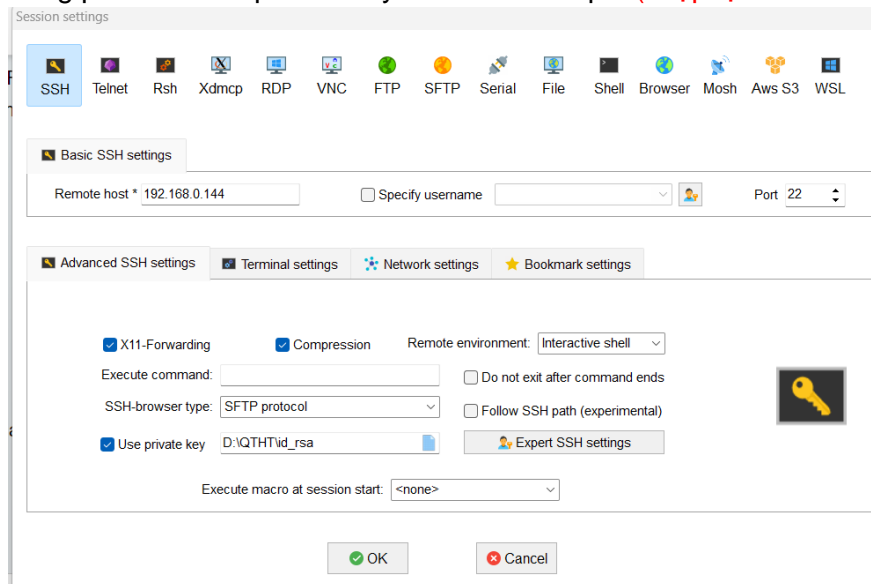 Session settings
SSH Telnet Rsh Xdmcp RDP VNC FTP SFTP Serial File Shell Browser Mosh Aws S3 WSL
Basic SSH settings
Remote host * 192.168.0.144 Specify username Port 22
Advanced SSH settings Terminal settings Network settings Bookmark settings
X11-Forwarding Compression Remote environment: Interactive shell
Execute command: Do not exit after command ends
SSH-browser type: SFTP protocol Follow SSH path (experimental)
Use private key D:\QTHT\id_rsa Expert SSH settings
Execute macro at session start: <none>
OK Cancel